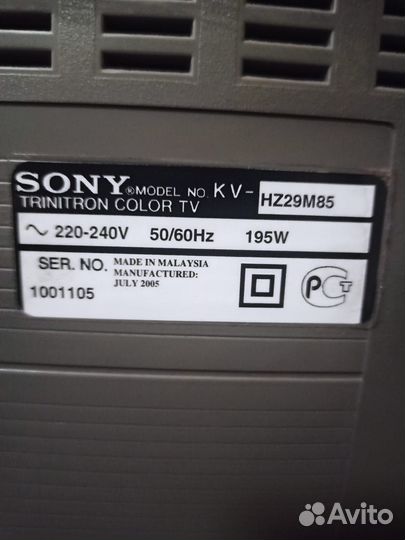 SONY ®MODEL NO. KV-HZ29M85
TRINITRON COLOR TV
~ 220-240V 50/60Hz 195W
SER. NO. MADE IN MALAYSIA
MANUFACTURED:
1001105 JULY 2005
РСТ
Avito